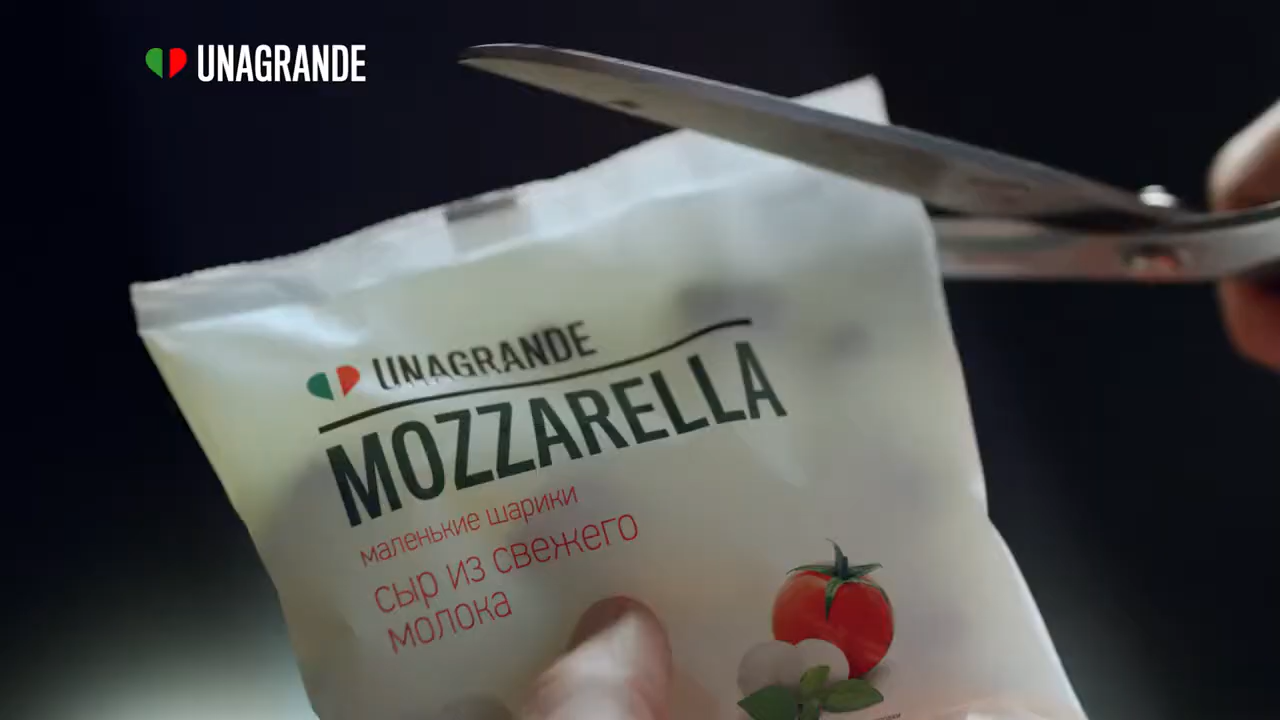 UNAGRANDE
UNAGRANDE
MOZZARELLA
маленькие шарики
сыр из свежего
молока